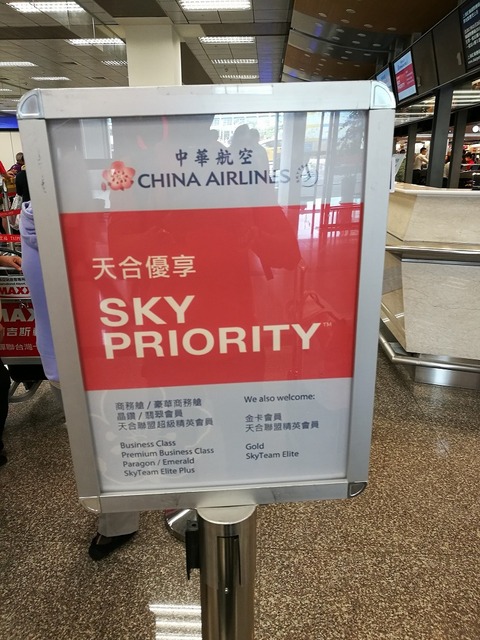 中華航空
CHINA AIRLINES
天合優享
SKY
PRIORITY™
商務艙 / 豪華商務艙
晶鑽 / 翡翠會員
天合聯盟超級精英會員
Business Class
Premium Business Class
Paragon / Emerald
SkyTeam Elite Plus
We also welcome:
金卡會員
天合聯盟精英會員
Gold
SkyTeam Elite